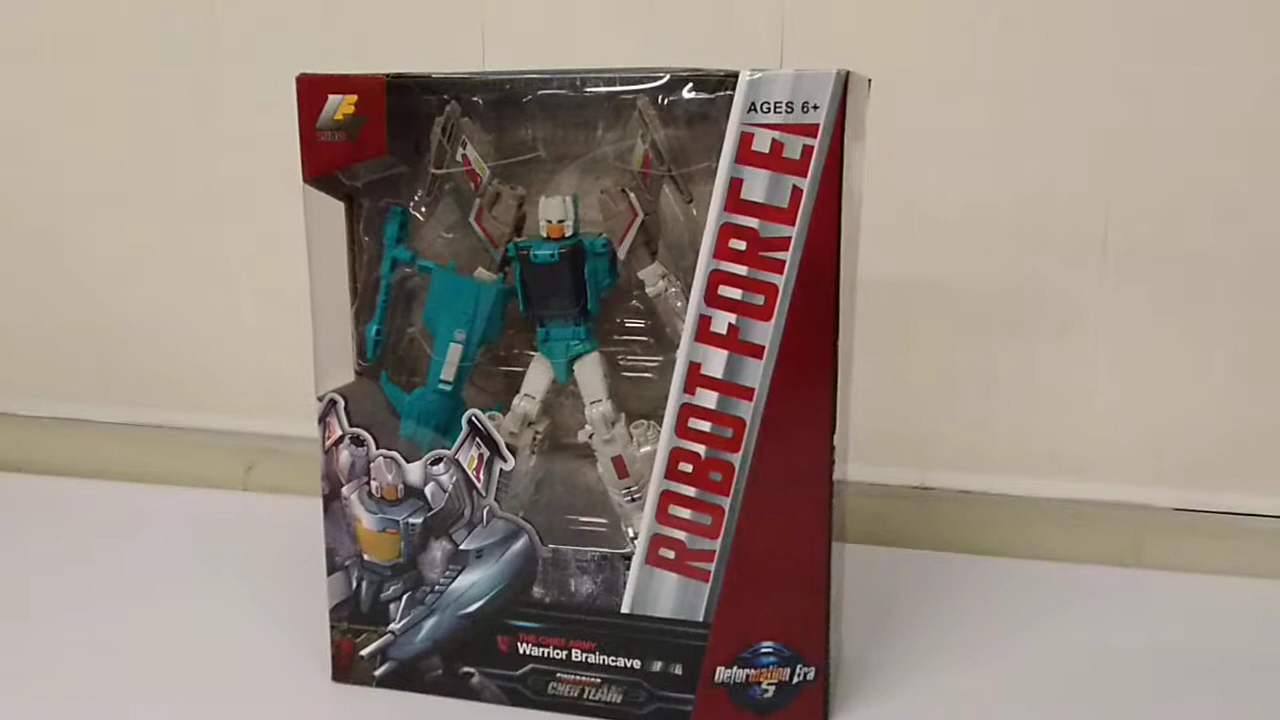 AGES 6+
ROBOT FORCE
THE CHIEF ARMY
Warrior Braincave
CHEIF TEAM
Deformation Era
5